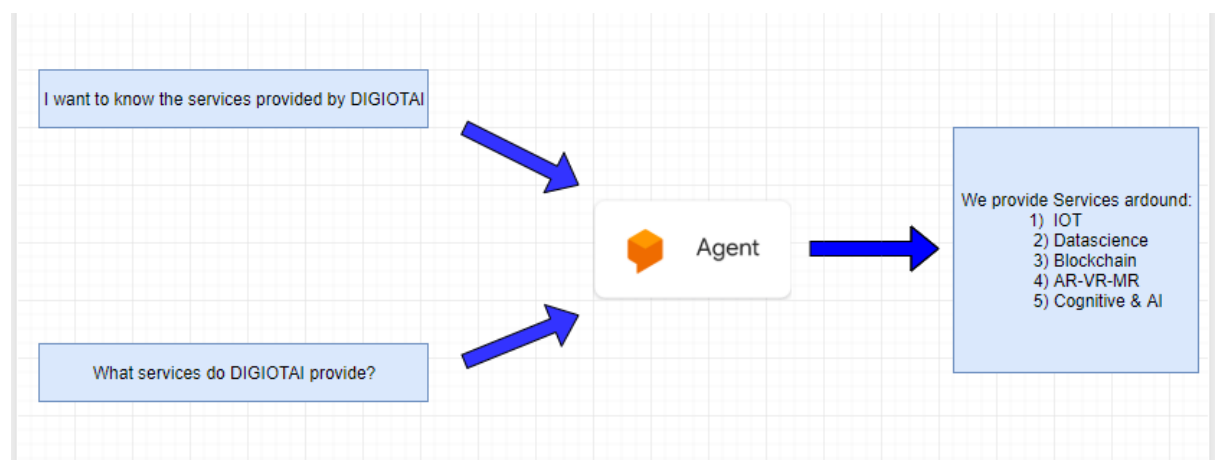 I want to know the services provided by DIGIOTAI
What services do DIGIOTAI provide?
Agent
We provide Services ardound:
1) IOT
2) Datascience
3) Blockchain
4) AR-VR-MR
5) Cognitive & AI